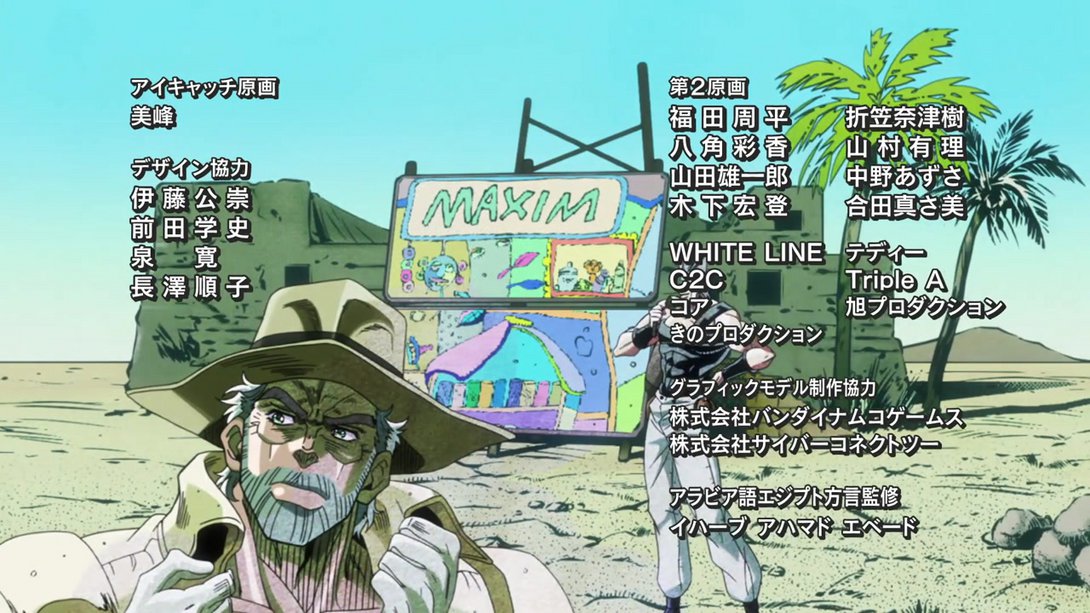 アイキャッチ原画
美峰
デザイン協力
伊藤公崇
前田学史
泉 寛
長澤順子
MAXIM
第2原画
福田周平 折笠奈津樹
八角彩香 山村有理
山田雄一郎 中野あずさ
木下宏登 合田真さ美
WHITE LINE テディー
C2C Triple A
コアー 旭プロダクション
きのプロダクション
グラフィックモデル制作協力
株式会社バンダイナムコゲームス
株式会社サイバーコネクトツー
アラビア語エジプト方言監修
イハーブ アハマド エベード